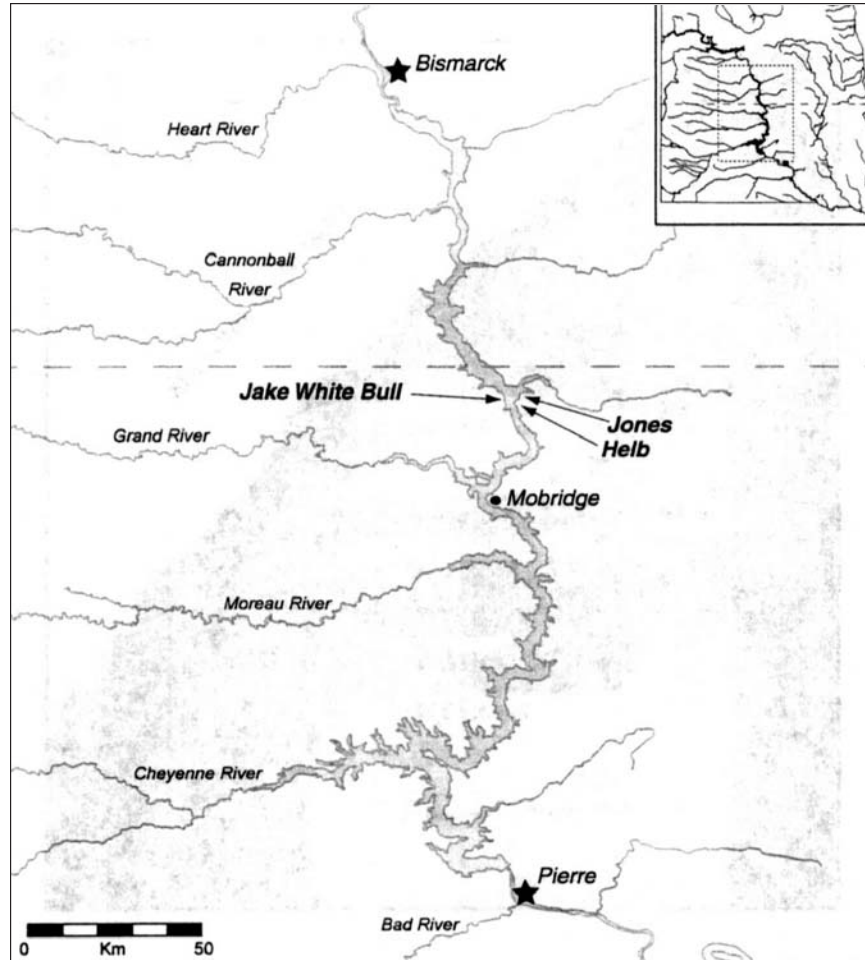 Bismarck
Heart River
Cannonball
River
Jake White Bull
Jones
Helb
Grand River
Mobridge
Moreau River
Cheyenne River
Pierre
Bad River
0 Km 50